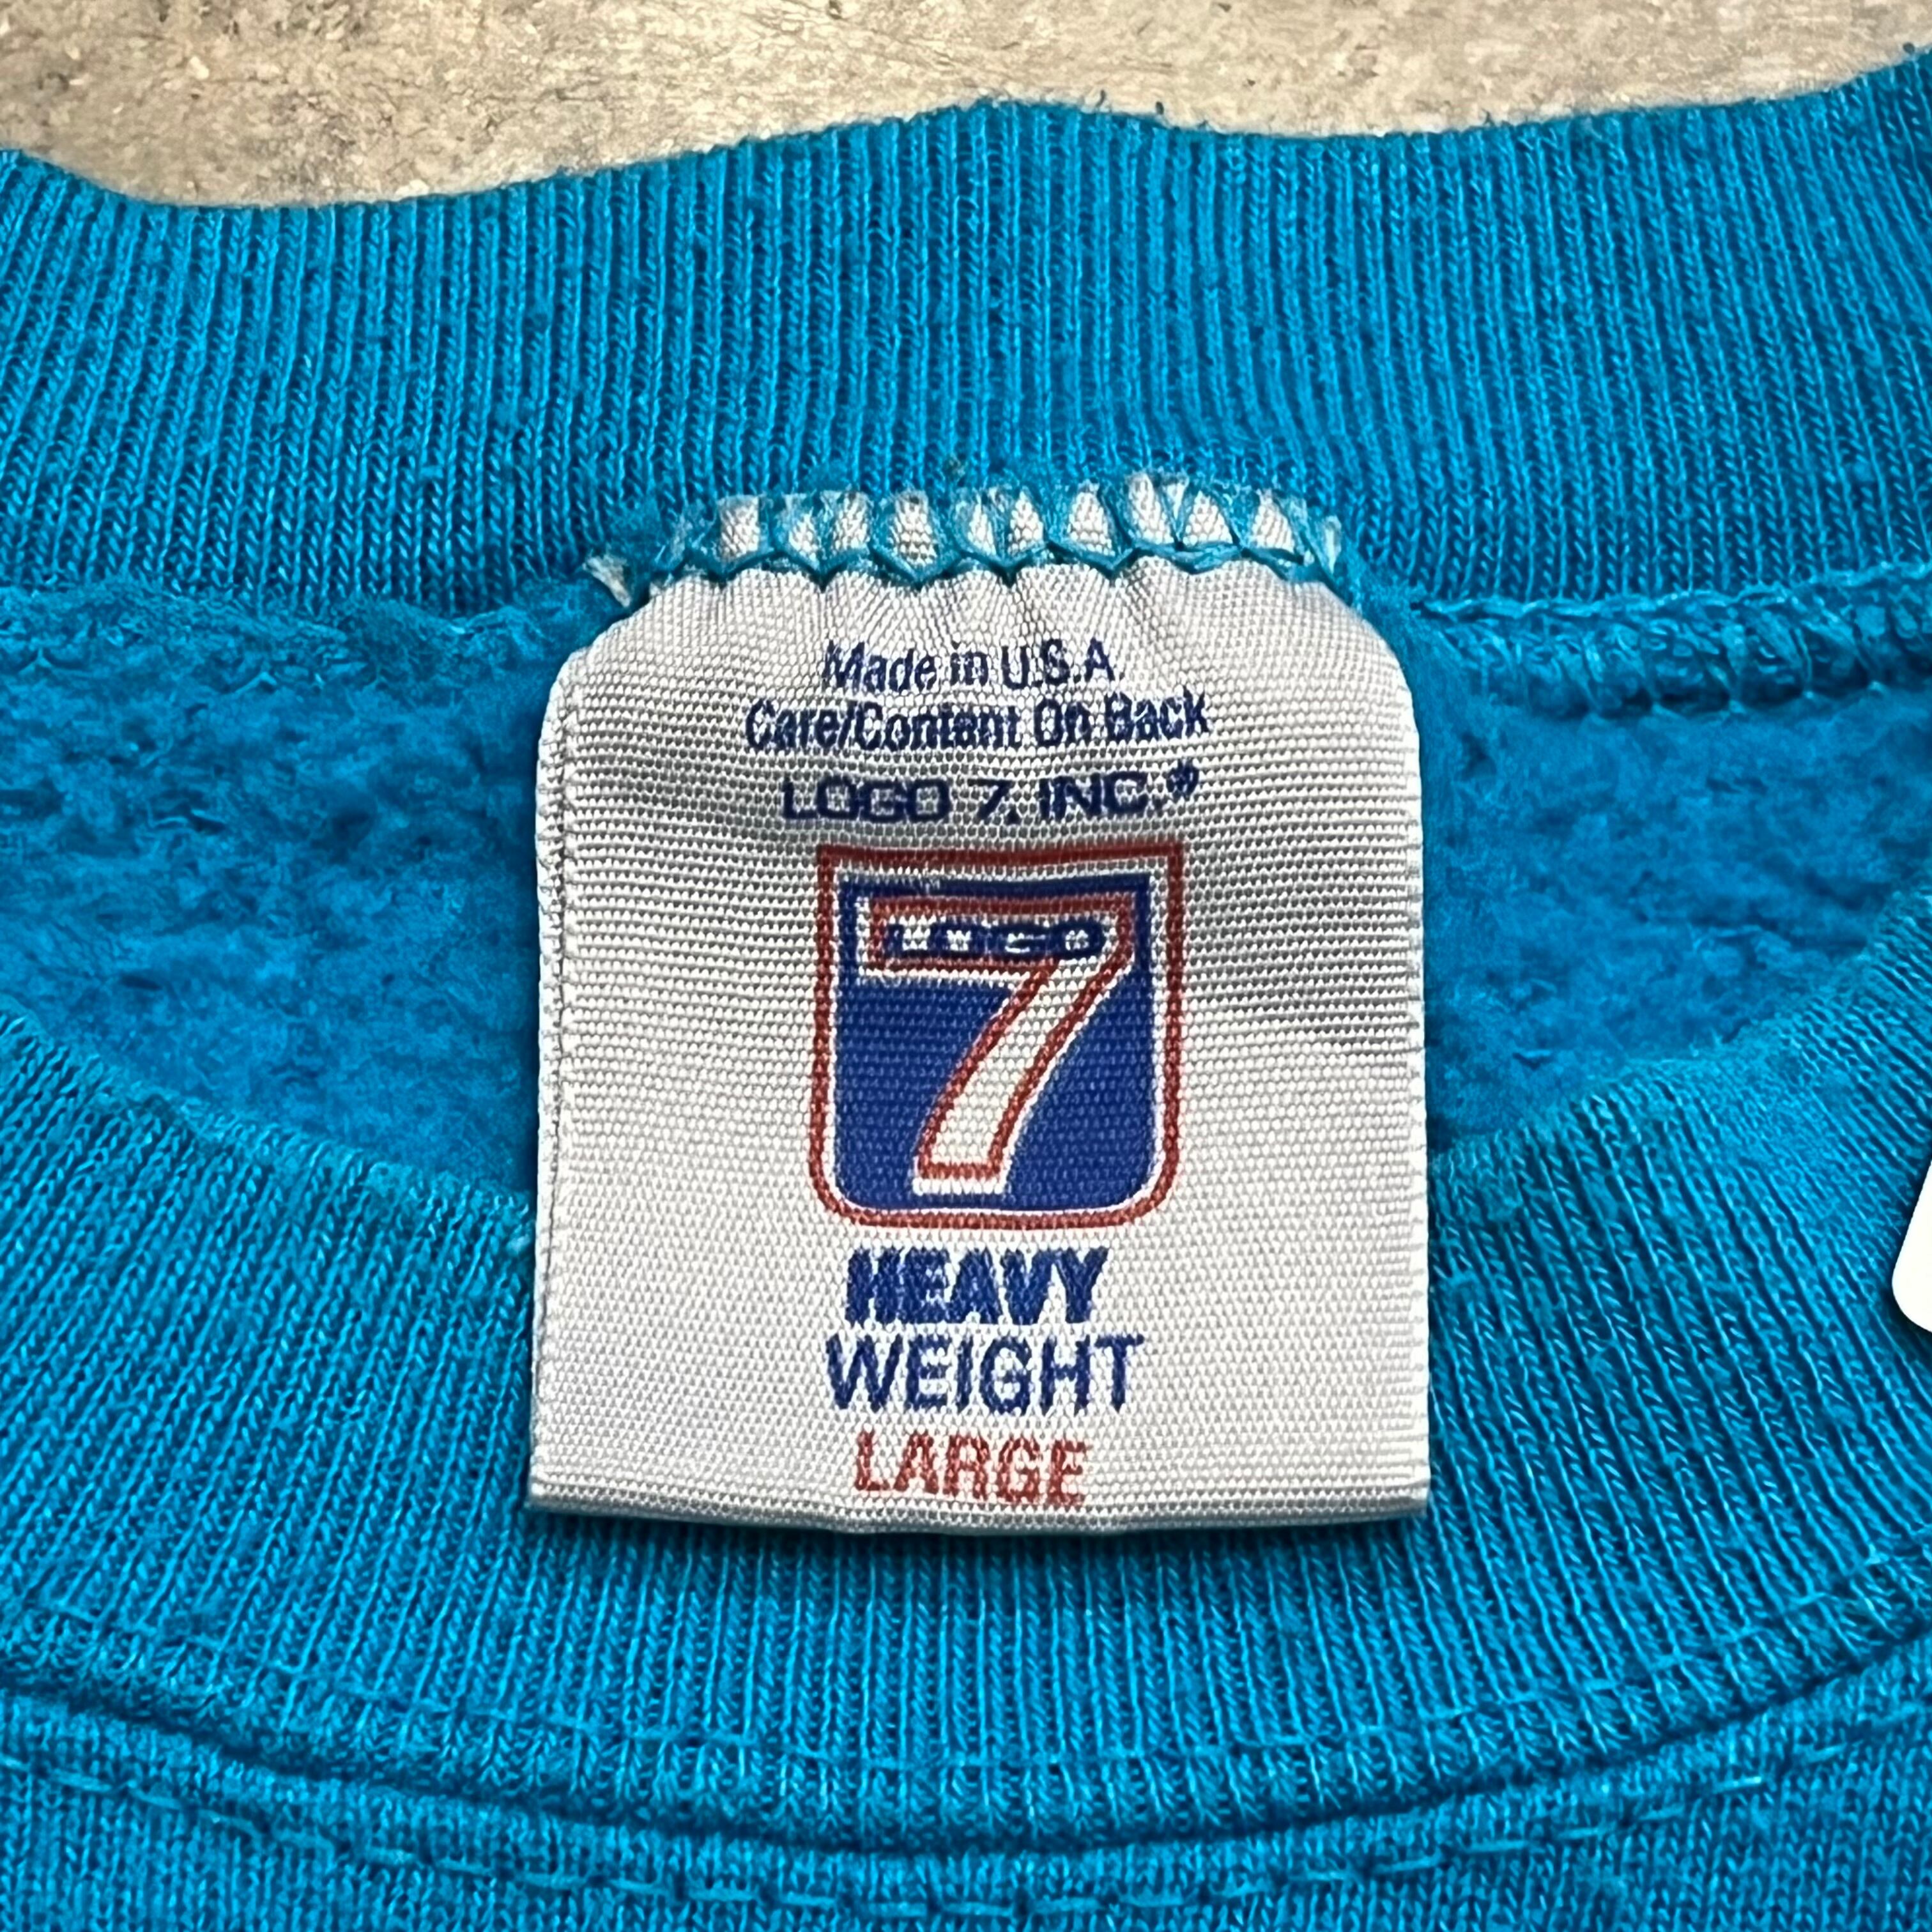 Made in U.S.A.
Care/Content On Back
LOGO 7, INC.®
LOGO
7
HEAVY
WEIGHT
LARGE